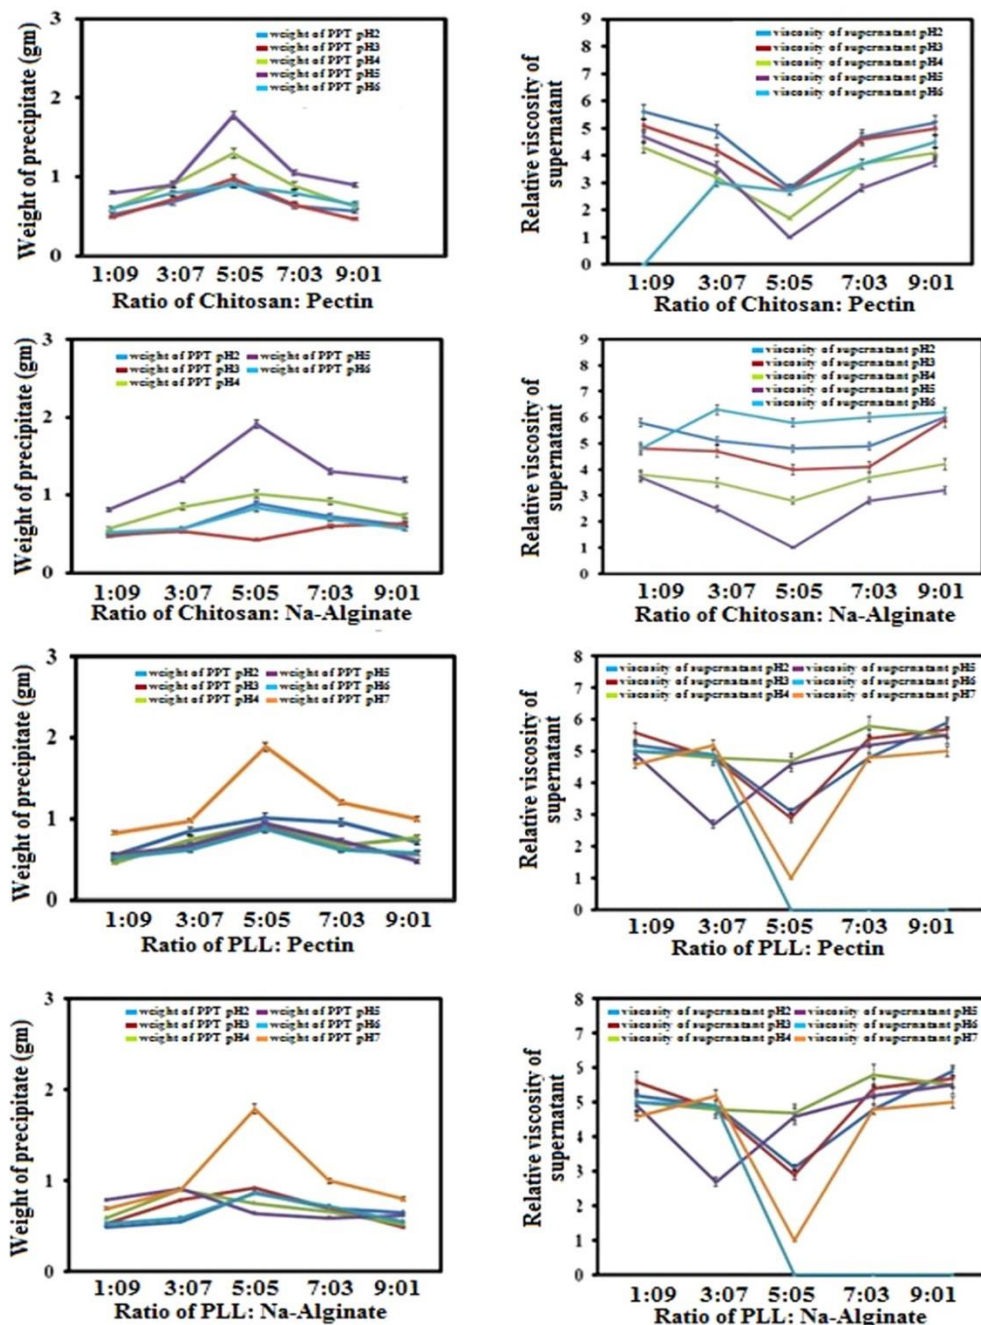 3
2
1
0
Weight of precipitate (gm)
weight of PPT pH2
weight of PPT pH3
weight of PPT pH4
weight of PPT pH5
weight of PPT pH6
1:09 3:07 5:05 7:03 9:01
Ratio of Chitosan: Pectin
9
8
7
6
5
4
3
2
1
0
Relative viscosity of
supernatant
viscosity of supernatant pH2
viscosity of supernatant pH3
viscosity of supernatant pH4
viscosity of supernatant pH5
viscosity of supernatant pH6
1:09 3:07 5:05 7:03 9:01
Ratio of Chitosan: Pectin
3
2
1
0
Weight of precipitate (gm)
weight of PPT pH2 weight of PPT pH5
weight of PPT pH3 weight of PPT pH6
weight of PPT pH4
1:09 3:07 5:05 7:03 9:01
Ratio of Chitosan: Na-Alginate
9
8
7
6
5
4
3
2
1
0
Relative viscosity of
supernatant
viscosity of supernatant pH2
viscosity of supernatant pH3
viscosity of supernatant pH4
viscosity of supernatant pH5
viscosity of supernatant pH6
1:09 3:07 5:05 7:03 9:01
Ratio of Chitosan: Na-Alginate
3
2
1
0
Weight of precipitate (gm)
weight of PPT pH2 weight of PPT pH5
weight of PPT pH3 weight of PPT pH6
weight of PPT pH4 weight of PPT pH7
1:09 3:07 5:05 7:03 9:01
Ratio of PLL: Pectin
8
7
6
5
4
3
2
1
0
Relative viscosity of
supernatant
viscosity of supernatant pH2 viscosity of supernatant pH5
viscosity of supernatant pH3 viscosity of supernatant pH6
viscosity of supernatant pH4 viscosity of supernatant pH7
1:09 3:07 5:05 7:03 9:01
Ratio of PLL: Pectin
3
2
1
0
Weight of precipitate (gm)
weight of PPT pH2 weight of PPT pH5
weight of PPT pH3 weight of PPT pH6
weight of PPT pH4 weight of PPT pH7
1:09 3:07 5:05 7:03 9:01
Ratio of PLL: Na-Alginate
8
7
6
5
4
3
2
1
0
Relative viscosity of
supernatant
viscosity of supernatant pH2 viscosity of supernatant pH5
viscosity of supernatant pH3 viscosity of supernatant pH6
viscosity of supernatant pH4 viscosity of supernatant pH7
1:09 3:07 5:05 7:03 9:01
Ratio of PLL: Na-Alginate